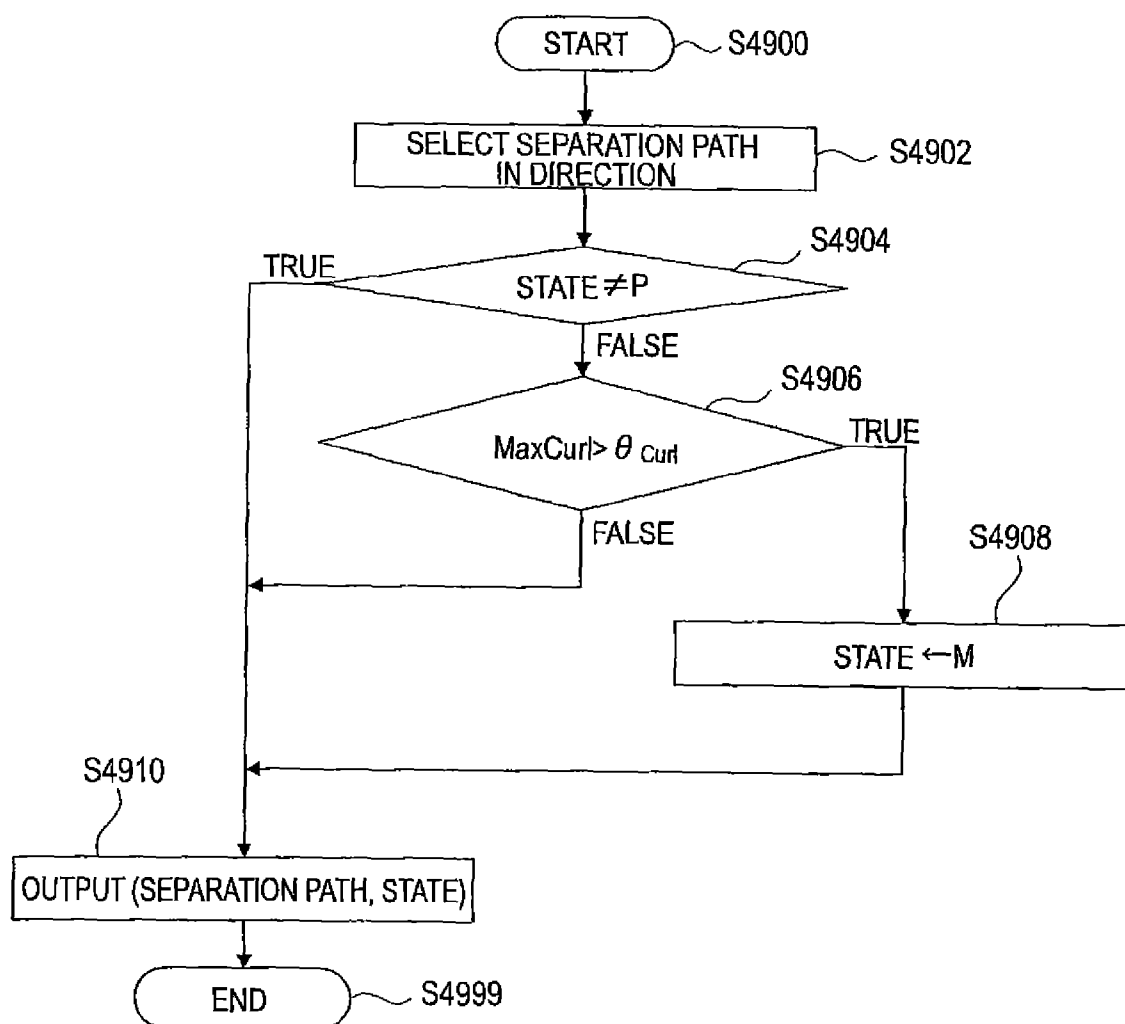 START
S4900
SELECT SEPARATION PATH
IN DIRECTION
S4902
S4904
TRUE
STATE ≠ P
FALSE
S4906
MaxCurl > θ Curl
TRUE
FALSE
S4908
STATE ← M
S4910
OUTPUT (SEPARATION PATH, STATE)
END
S4999